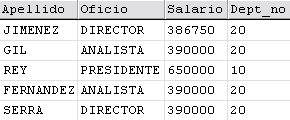 Apellido Oficio Salario Dept_no
JIMENEZ DIRECTOR 386750 20
GIL ANALISTA 390000 20
REY PRESIDENTE 650000 10
FERNANDEZ ANALISTA 390000 20
SERRA DIRECTOR 390000 20